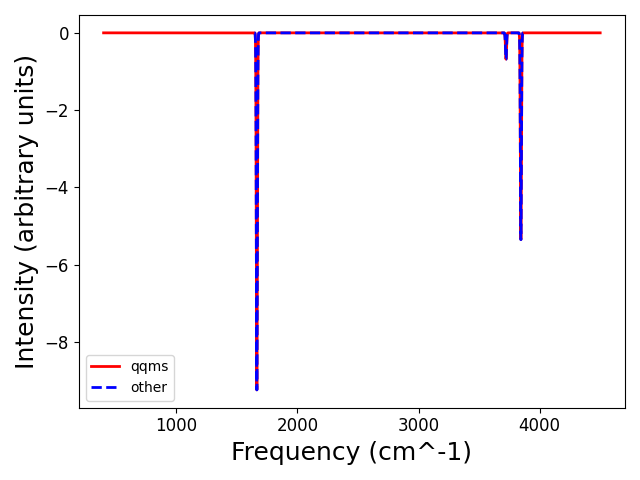 0
−2
−4
−6
−8
Intensity (arbitrary units)
qqms
other
1000 2000 3000 4000
Frequency (cm^-1)